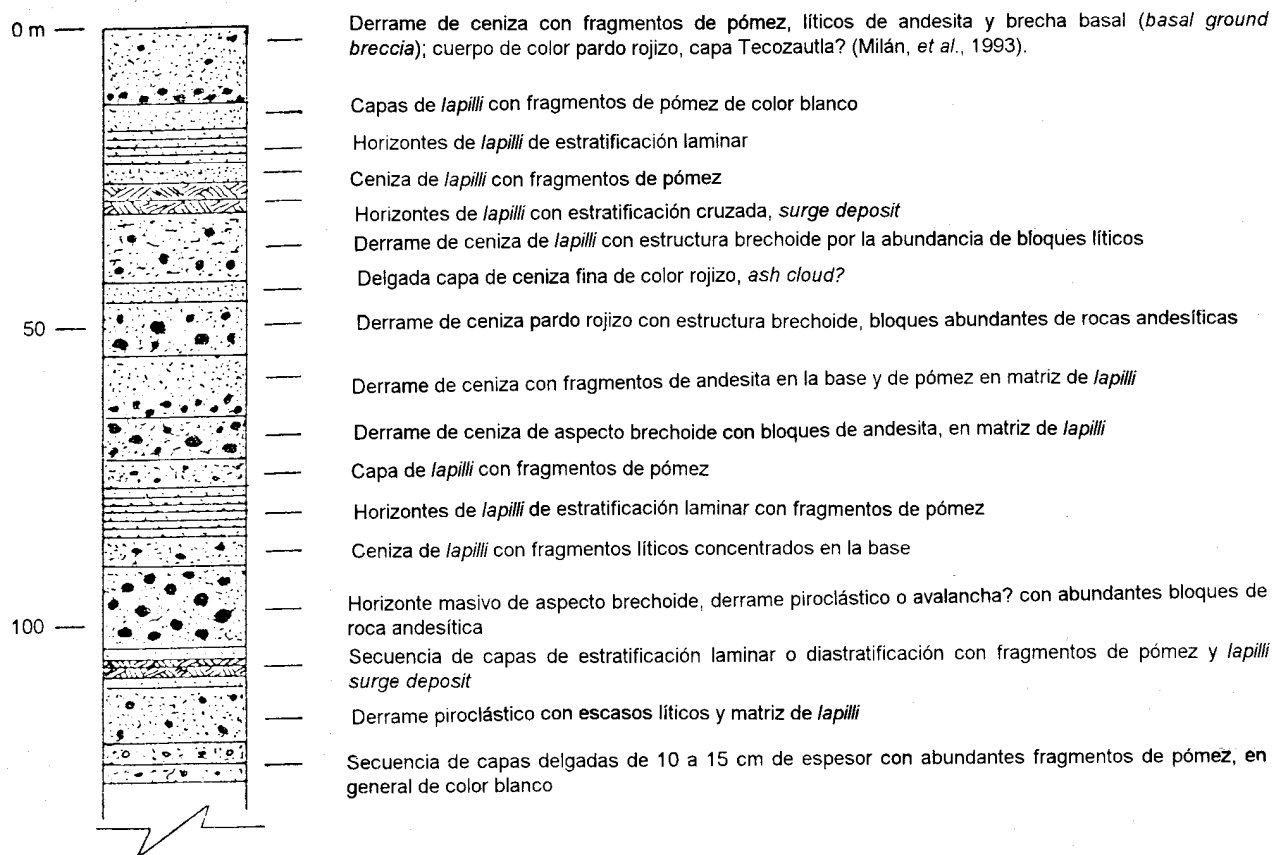 0 m
Derrame de ceniza con fragmentos de pómez, líticos de andesita y brecha basal (basal ground
breccia); cuerpo de color pardo rojizo, capa Tecozautla? (Milán, et al., 1993).
Capas de lapilli con fragmentos de pómez de color blanco
Horizontes de lapilli de estratificación laminar
Ceniza de lapilli con fragmentos de pómez
Horizontes de lapilli con estratificación cruzada, surge deposit
Derrame de ceniza de lapilli con estructura brechoide por la abundancia de bloques líticos
Delgada capa de ceniza fina de color rojizo, ash cloud?
50
Derrame de ceniza pardo rojizo con estructura brechoide, bloques abundantes de rocas andesíticas
Derrame de ceniza con fragmentos de andesita en la base y de pómez en matriz de lapilli
Derrame de ceniza de aspecto brechoide con bloques de andesita, en matriz de lapilli
Capa de lapilli con fragmentos de pómez
Horizontes de lapilli de estratificación laminar con fragmentos de pómez
Ceniza de lapilli con fragmentos líticos concentrados en la base
Horizonte masivo de aspecto brechoide, derrame piroclástico o avalancha? con abundantes bloques de
roca andesítica
100
Secuencia de capas de estratificación laminar o diastratificación con fragmentos de pómez y lapilli
surge deposit
Derrame piroclástico con escasos líticos y matriz de lapilli
Secuencia de capas delgadas de 10 a 15 cm de espesor con abundantes fragmentos de pómez, en
general de color blanco